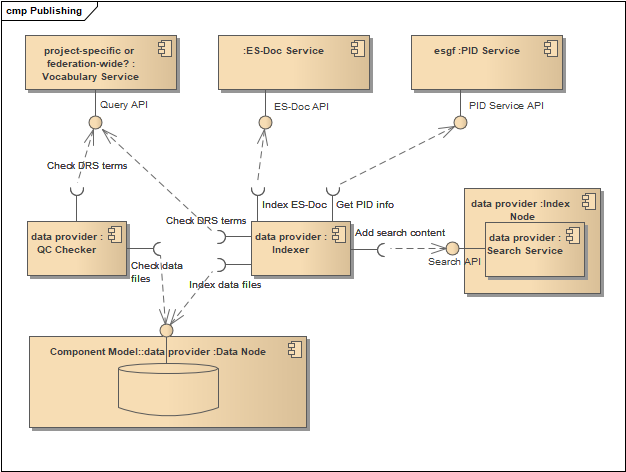 cmp Publishing
project-specific or
federation-wide? :
Vocabulary Service
:ES-Doc Service
esgf :PID Service
Query API
ES-Doc API
PID Service API
Check DRS terms
Index ES-Doc
Get PID info
Check DRS terms
data provider :
QC Checker
data provider :
Indexer
Add search content
data provider :Index
Node
data provider :
Search Service
Search API
Check data
files
Index data files
Component Model::data provider :Data Node